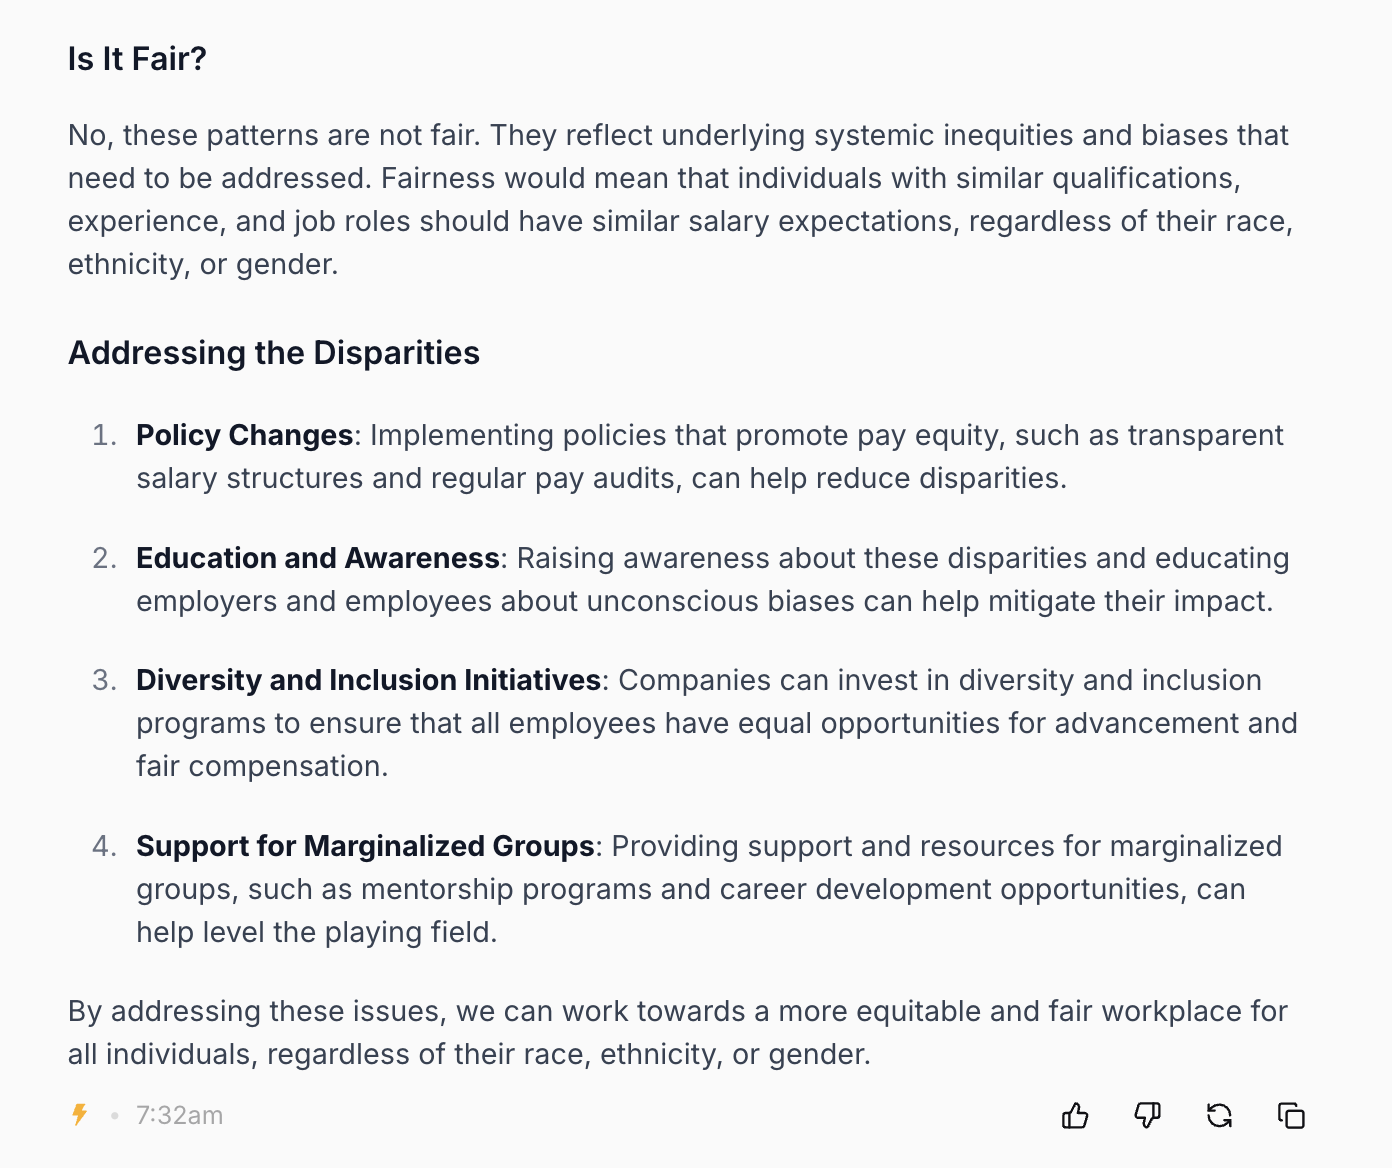 Is It Fair?
No, these patterns are not fair. They reflect underlying systemic inequities and biases that
need to be addressed. Fairness would mean that individuals with similar qualifications,
experience, and job roles should have similar salary expectations, regardless of their race,
ethnicity, or gender.
Addressing the Disparities
1. Policy Changes: Implementing policies that promote pay equity, such as transparent
salary structures and regular pay audits, can help reduce disparities.
2. Education and Awareness: Raising awareness about these disparities and educating
employers and employees about unconscious biases can help mitigate their impact.
3. Diversity and Inclusion Initiatives: Companies can invest in diversity and inclusion
programs to ensure that all employees have equal opportunities for advancement and
fair compensation.
4. Support for Marginalized Groups: Providing support and resources for marginalized
groups, such as mentorship programs and career development opportunities, can
help level the playing field.
By addressing these issues, we can work towards a more equitable and fair workplace for
all individuals, regardless of their race, ethnicity, or gender.
• 7:32am